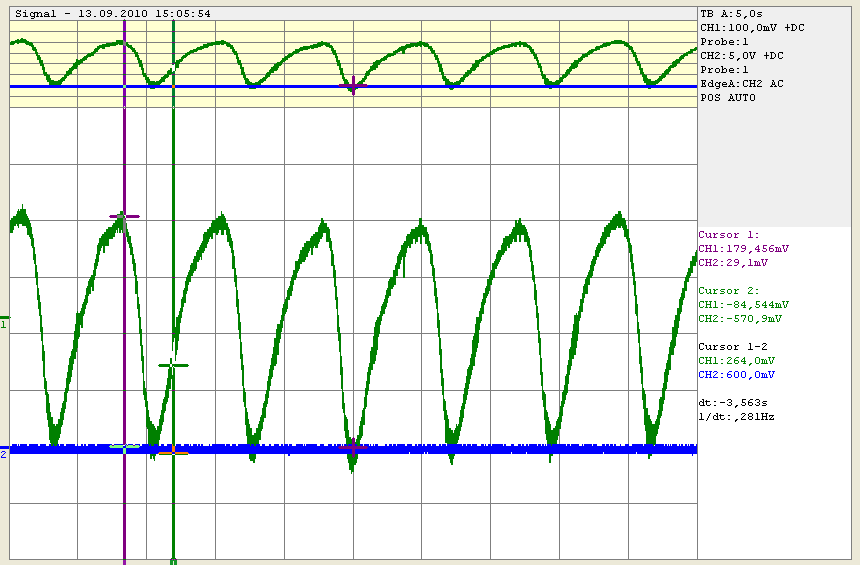 Signal - 13.09.2010 15:05:54
TB A:5,0s
CH1:100,0mV +DC
Probe:1
CH2:5,0V +DC
Probe:1
EdgeA:CH2 AC
POS AUTO
Cursor 1:
CH1:179,456mV
CH2:29,1mV
Cursor 2:
CH1:-84,544mV
CH2:-570,9mV
Cursor 1-2
CH1:264,0mV
CH2:600,0mV
dt:-3,563s
1/dt:,281Hz
1
2